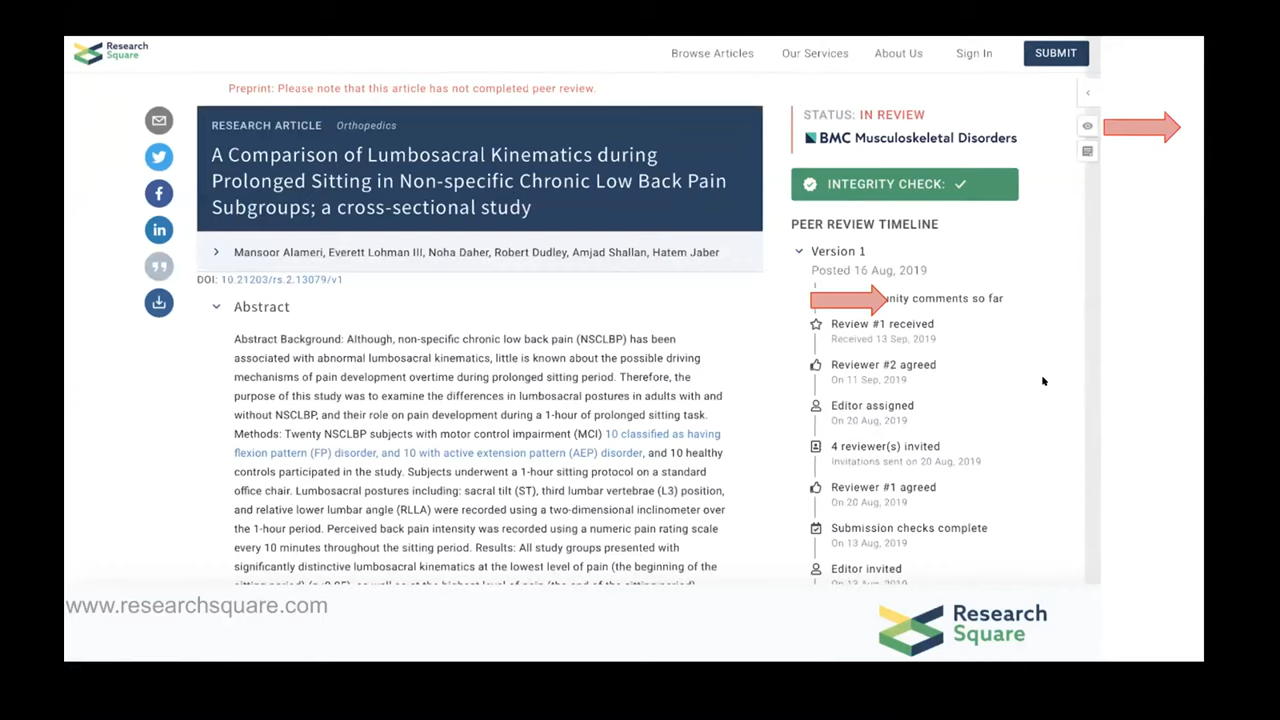 Research
Square
Browse Articles
Our Services
About Us
Sign In
SUBMIT
Preprint: Please note that this article has not completed peer review.
RESEARCH ARTICLE Orthopedics
A Comparison of Lumbosacral Kinematics during
Prolonged Sitting in Non-specific Chronic Low Back Pain
Subgroups; a cross-sectional study
Mansoor Alameri, Everett Lohman III, Noha Daher, Robert Dudley, Amjad Shallan, Hatem Jaber
DOI: 10.21203/rs.2.13079/v1
Abstract
Abstract Background: Although, non-specific chronic low back pain (NSCLBP) has been
associated with abnormal lumbosacral kinematics, little is known about the possible driving
mechanisms of pain development overtime during prolonged sitting period. Therefore, the
purpose of this study was to examine the differences in lumbosacral postures in adults with and
without NSCLBP, and their role on pain development during a 1-hour of prolonged sitting task.
Methods: Twenty NSCLBP subjects with motor control impairment (MCI) 10 classified as having
flexion pattern (FP) disorder, and 10 with active extension pattern (AEP) disorder, and 10 healthy
controls participated in the study. Subjects underwent a 1-hour sitting protocol on a standard
office chair. Lumbosacral postures including: sacral tilt (ST), third lumbar vertebrae (L3) position,
and relative lower lumbar angle (RLLA) were recorded using a two-dimensional inclinometer over
the 1-hour period. Perceived back pain intensity was recorded using a numeric pain rating scale
every 10 minutes throughout the sitting period. Results: All study groups presented with
significantly distinctive lumbosacral kinematics at the lowest level of pain (the beginning of the
STATUS: IN REVIEW
BMC Musculoskeletal Disorders
INTEGRITY CHECK:
PEER REVIEW TIMELINE
Version 1
Posted 16 Aug, 2019
nity comments so far
Review #1 received
Received 13 Sep, 2019
Reviewer #2 agreed
On 11 Sep, 2019
Editor assigned
On 20 Aug, 2019
4 reviewer(s) invited
Invitations sent on 20 Aug, 2019
Reviewer #1 agreed
On 20 Aug, 2019
Submission checks complete
On 13 Aug, 2019
Editor invited
On 13 Aug, 2019
www.researchsquare.com
Research
Square